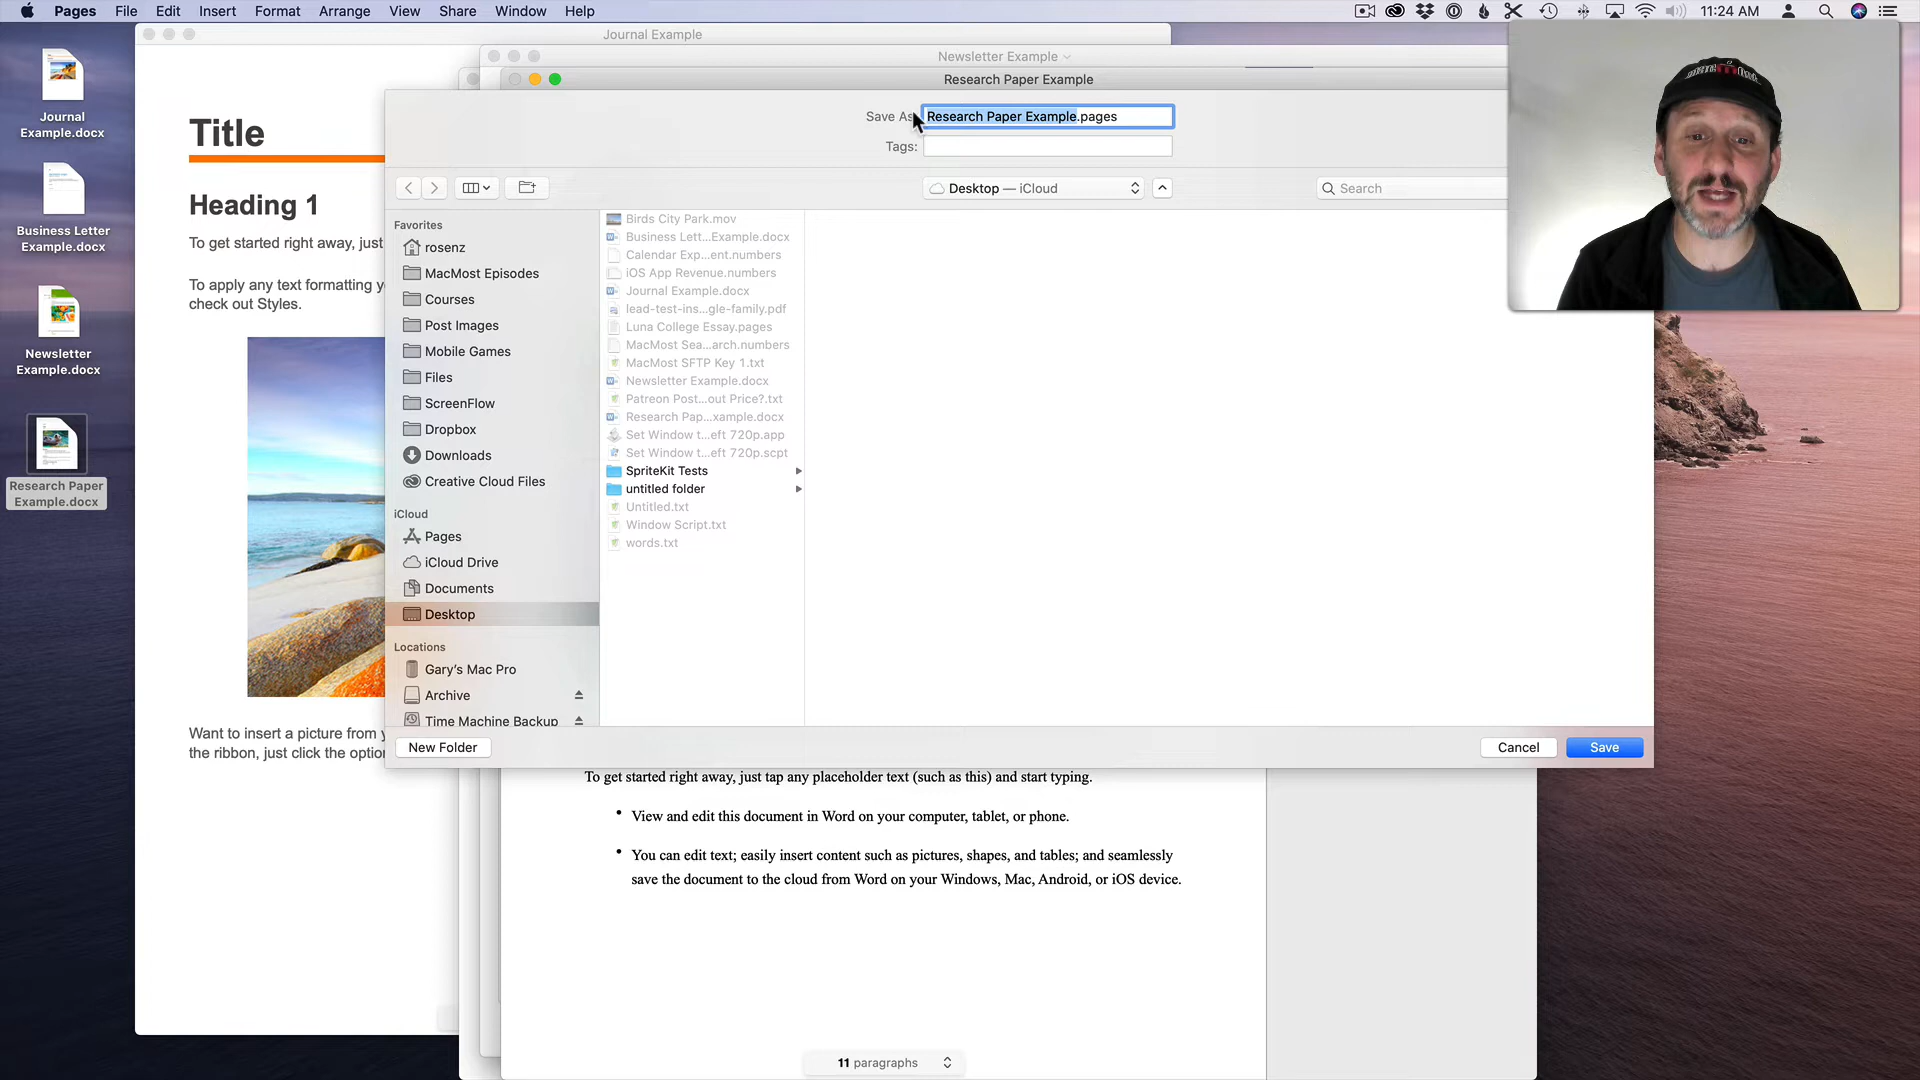 Pages File Edit Insert Format Arrange View Share Window Help
11:24 AM
Journal Example
Newsletter Example
Research Paper Example
Save As
Research Paper Example.pages
Tags:
Desktop — iCloud
Search
Favorites
rosenz
MacMost Episodes
Courses
Post Images
Mobile Games
Files
ScreenFlow
Dropbox
Downloads
Creative Cloud Files
iCloud
Pages
iCloud Drive
Documents
Desktop
Locations
Gary's Mac Pro
Archive
Time Machine Backup
Birds City Park.mov
Business Lett...Example.docx
Calendar Exp...ent.numbers
iOS App Revenue.numbers
Journal Example.docx
lead-test-ins...gle-family.pdf
Luna College Essay.pages
MacMost Sea...arch.numbers
MacMost SFTP Key 1.txt
Newsletter Example.docx
Patreon Post...out Price?.txt
Research Pap...xample.docx
Set Window t...eft 720p.app
Set Window t...eft 720p.scpt
SpriteKit Tests
untitled folder
Untitled.txt
Window Script.txt
words.txt
New Folder
Cancel
Save
Journal
Example.docx
Business Letter
Example.docx
Newsletter
Example.docx
Research Paper
Example.docx
Title
Heading 1
To get started right away, just
To apply any text formatting y
check out Styles.
Want to insert a picture from y
the ribbon, just click the optio
To get started right away, just tap any placeholder text (such as this) and start typing.
• View and edit this document in Word on your computer, tablet, or phone.
• You can edit text; easily insert content such as pictures, shapes, and tables; and seamlessly
save the document to the cloud from Word on your Windows, Mac, Android, or iOS device.
11 paragraphs